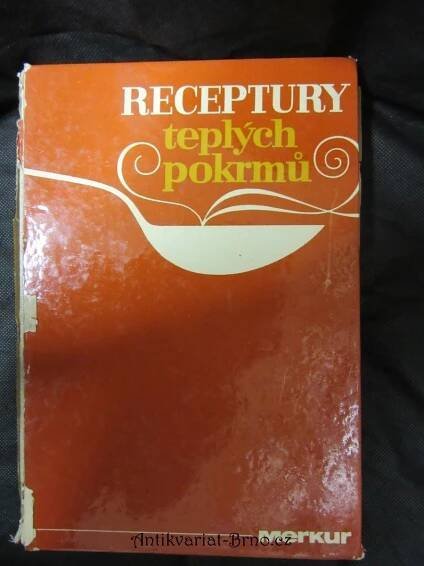 RECEPTURY
teplých
pokrmů
merkur
Antikvariat-Brno.cz